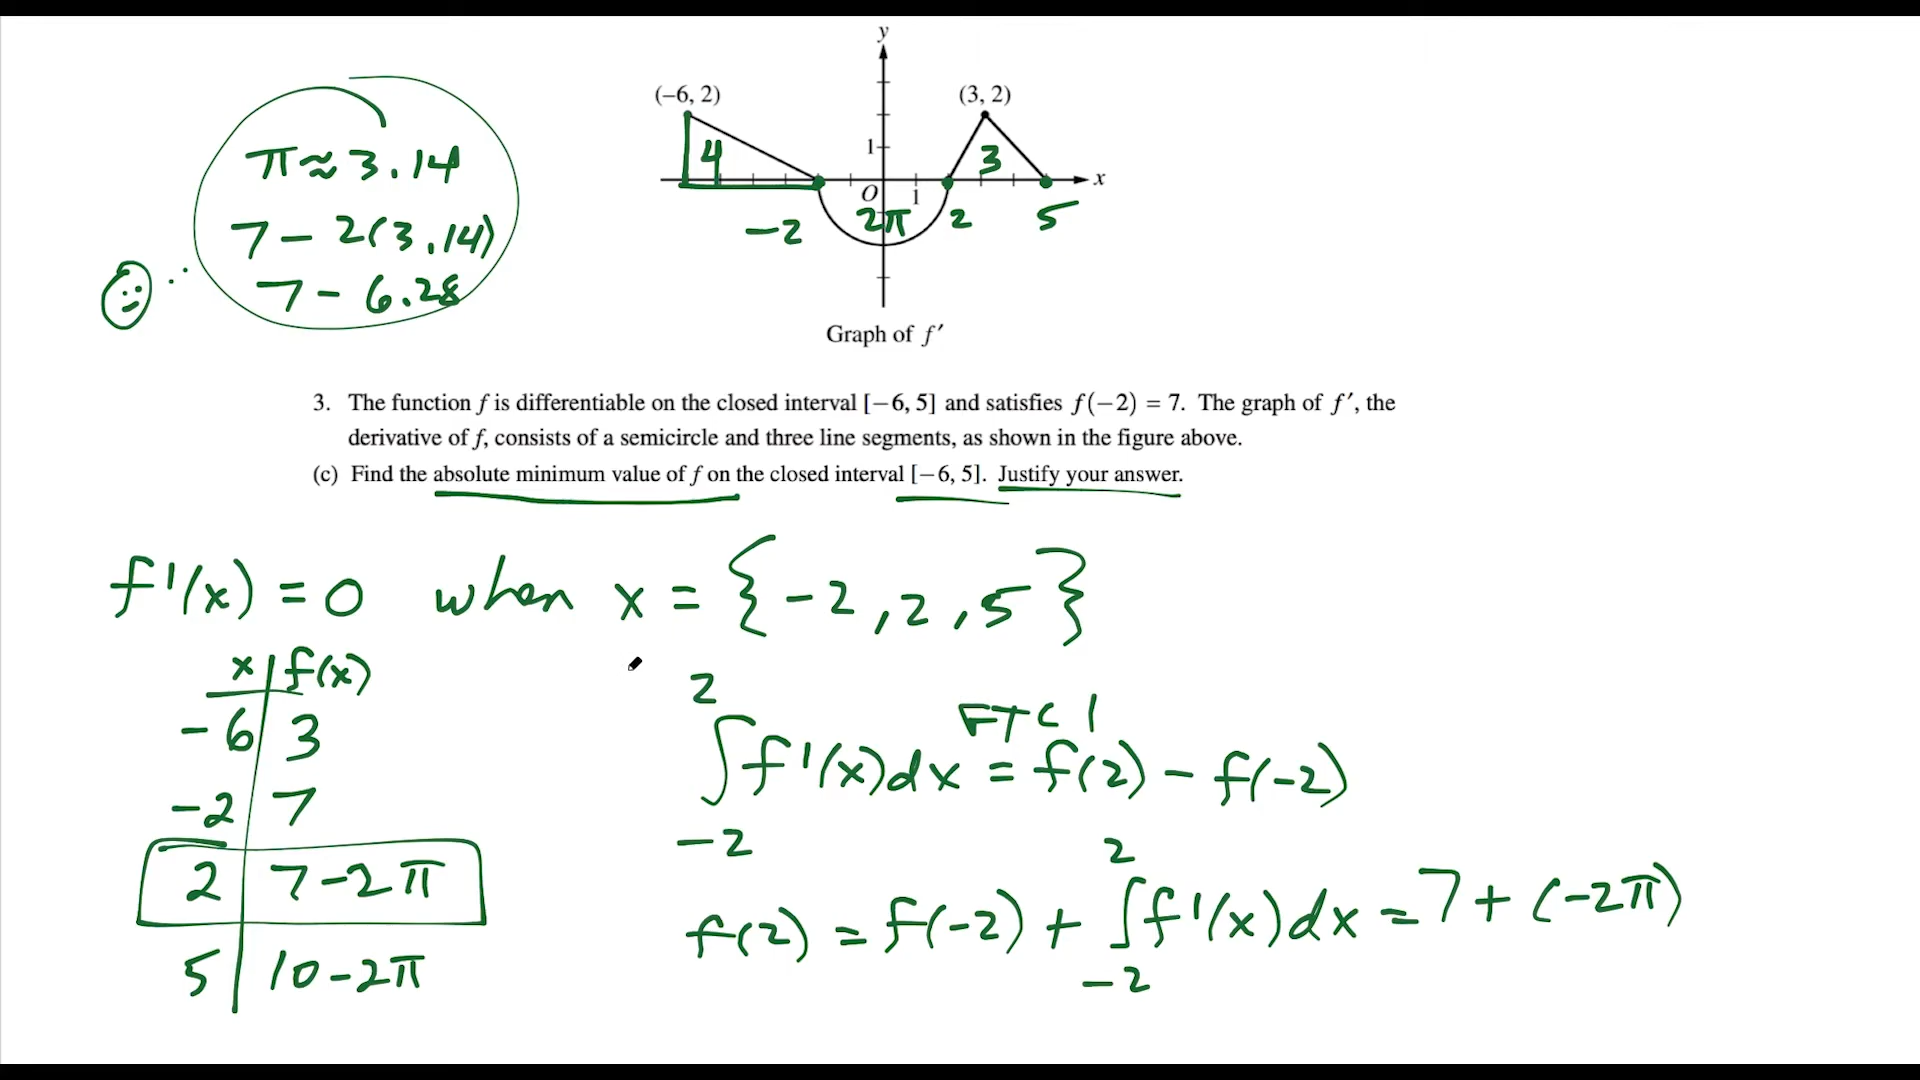 y
(−6, 2)
(3, 2)
4
3
1
O
1
x
−2
2π
2
5
Graph of f′
π ≈ 3.14
7 − 2(3.14)
7 − 6.28
3. The function f is differentiable on the closed interval [−6, 5] and satisfies f(−2) = 7. The graph of f′, the
derivative of f, consists of a semicircle and three line segments, as shown in the figure above.
(c) Find the absolute minimum value of f on the closed interval [−6, 5]. Justify your answer.
f'(x) = 0 when x = {−2, 2, 5}
x | f(x)
−6 | 3
−2 | 7
2 | 7 − 2π
5 | 10 − 2π
2
FTC 1
∫ f'(x)dx = f(2) − f(−2)
−2
2
f(2) = f(−2) + ∫ f'(x)dx = 7 + (−2π)
−2